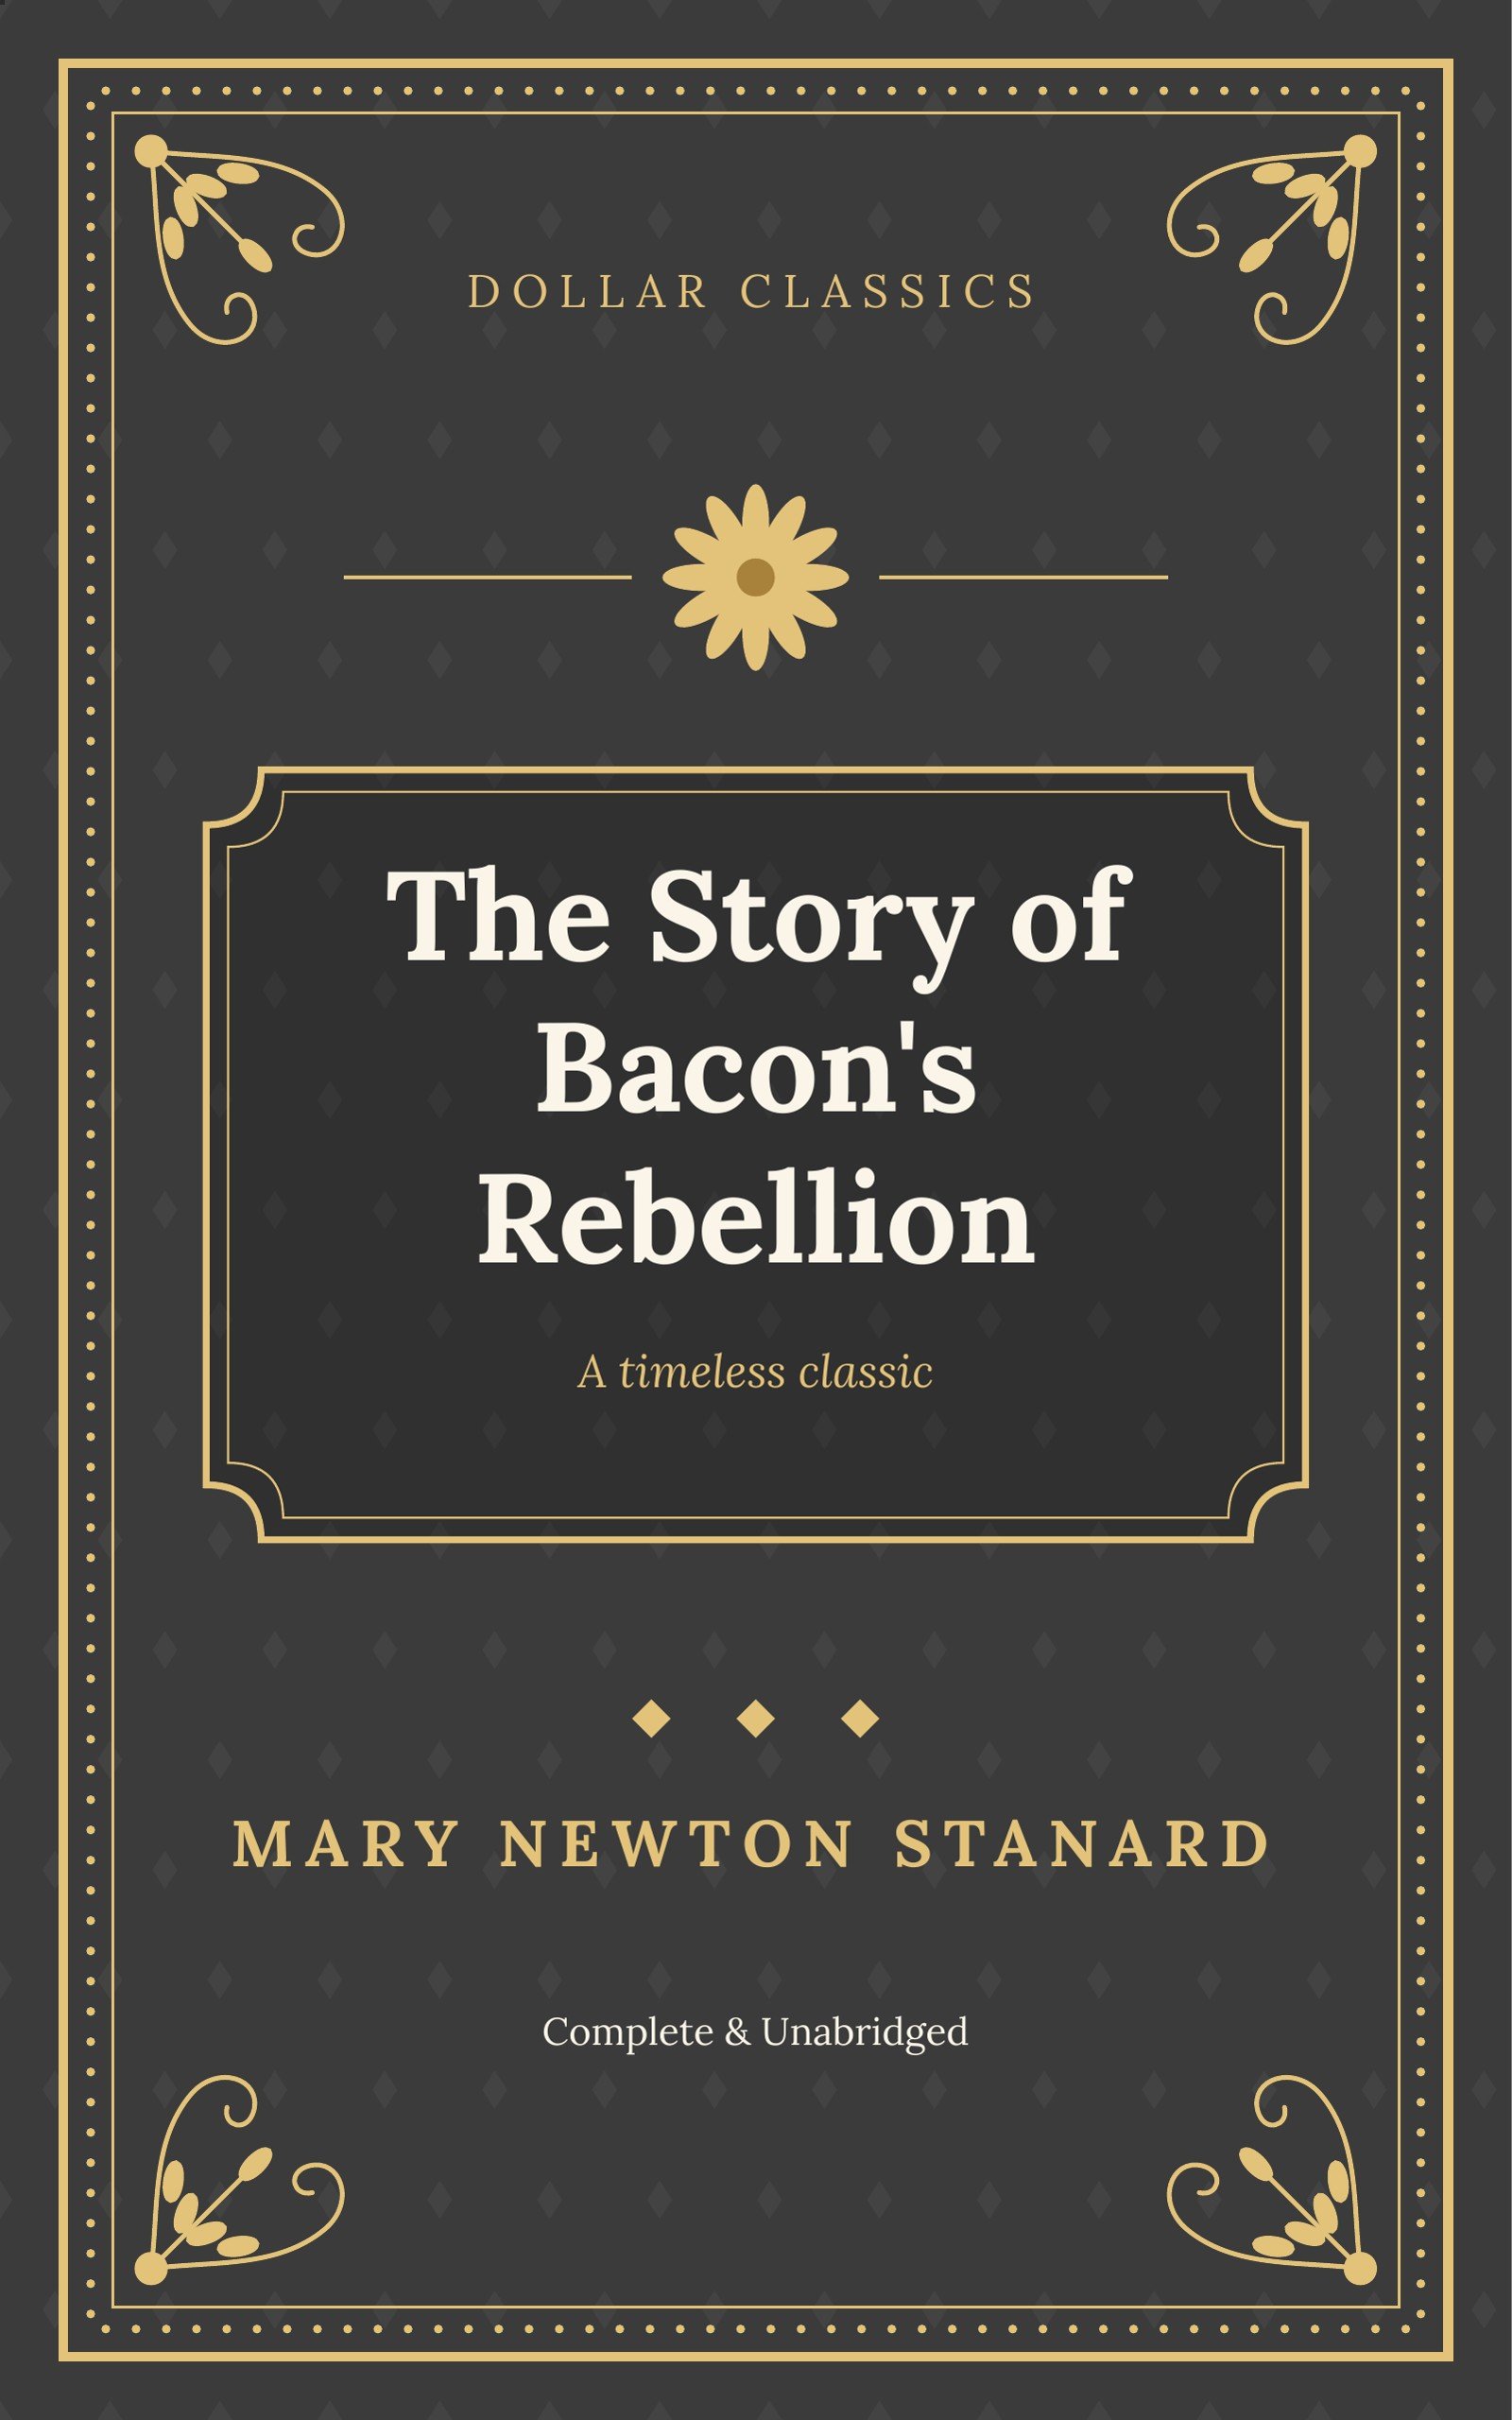 DOLLAR CLASSICS
The Story of
Bacon's
Rebellion
A timeless classic
MARY NEWTON STANARD
Complete & Unabridged